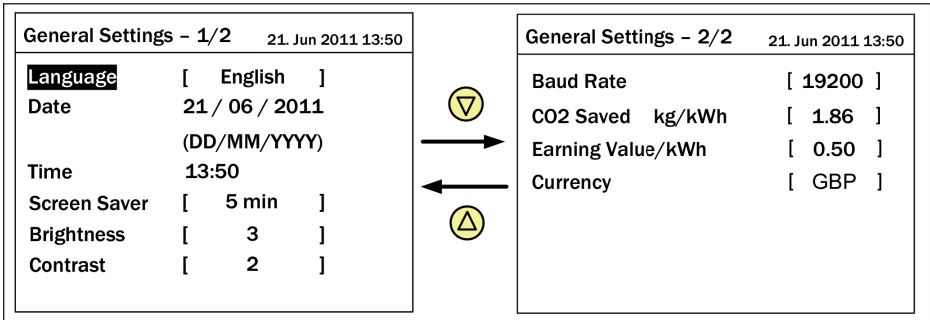 General Settings – 1/2 21. Jun 2011 13:50
Language [ English ]
Date 21 / 06 / 2011
(DD/MM/YYYY)
Time 13:50
Screen Saver [ 5 min ]
Brightness [ 3 ]
Contrast [ 2 ]
General Settings – 2/2 21. Jun 2011 13:50
Baud Rate [ 19200 ]
CO2 Saved kg/kWh [ 1.86 ]
Earning Value/kWh [ 0.50 ]
Currency [ GBP ]